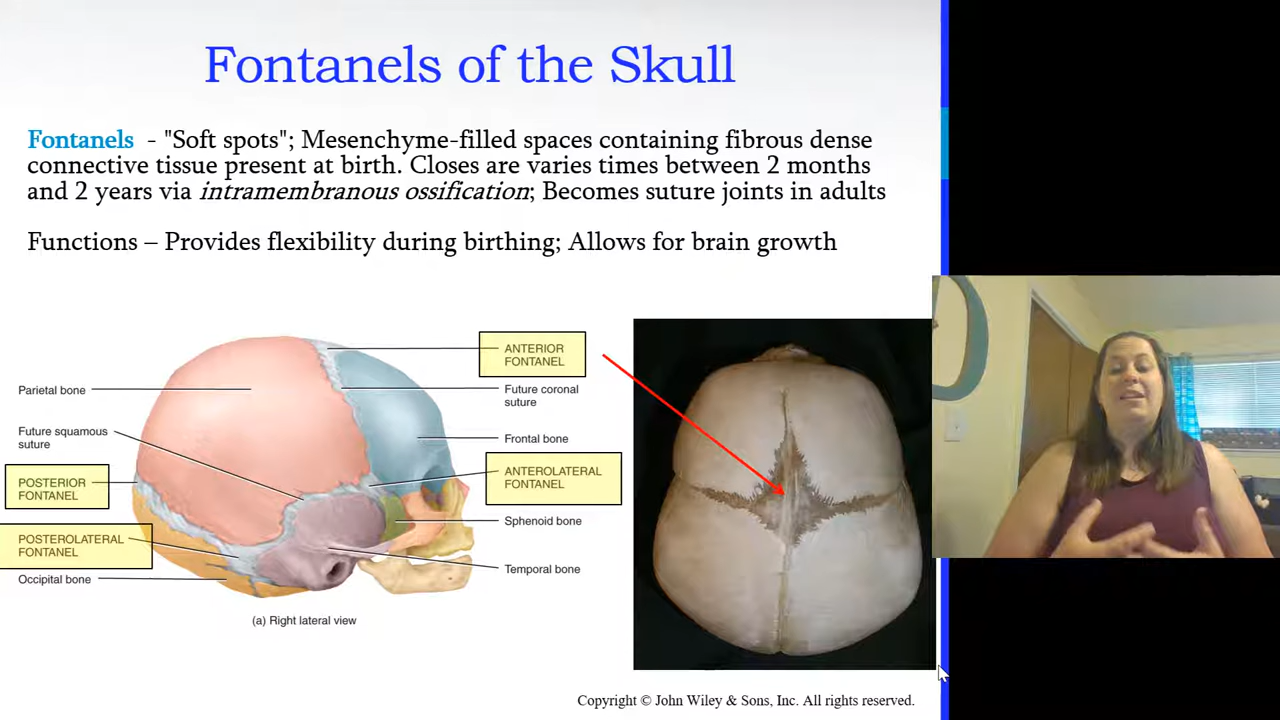 Fontanels of the Skull
Fontanels - "Soft spots"; Mesenchyme-filled spaces containing fibrous dense
connective tissue present at birth. Closes are varies times between 2 months
and 2 years via intramembranous ossification; Becomes suture joints in adults
Functions – Provides flexibility during birthing; Allows for brain growth
Parietal bone
Future squamous
suture
POSTERIOR
FONTANEL
POSTEROLATERAL
FONTANEL
Occipital bone
ANTERIOR
FONTANEL
Future coronal
suture
Frontal bone
ANTEROLATERAL
FONTANEL
Sphenoid bone
Temporal bone
(a) Right lateral view
Copyright © John Wiley & Sons, Inc. All rights reserved.